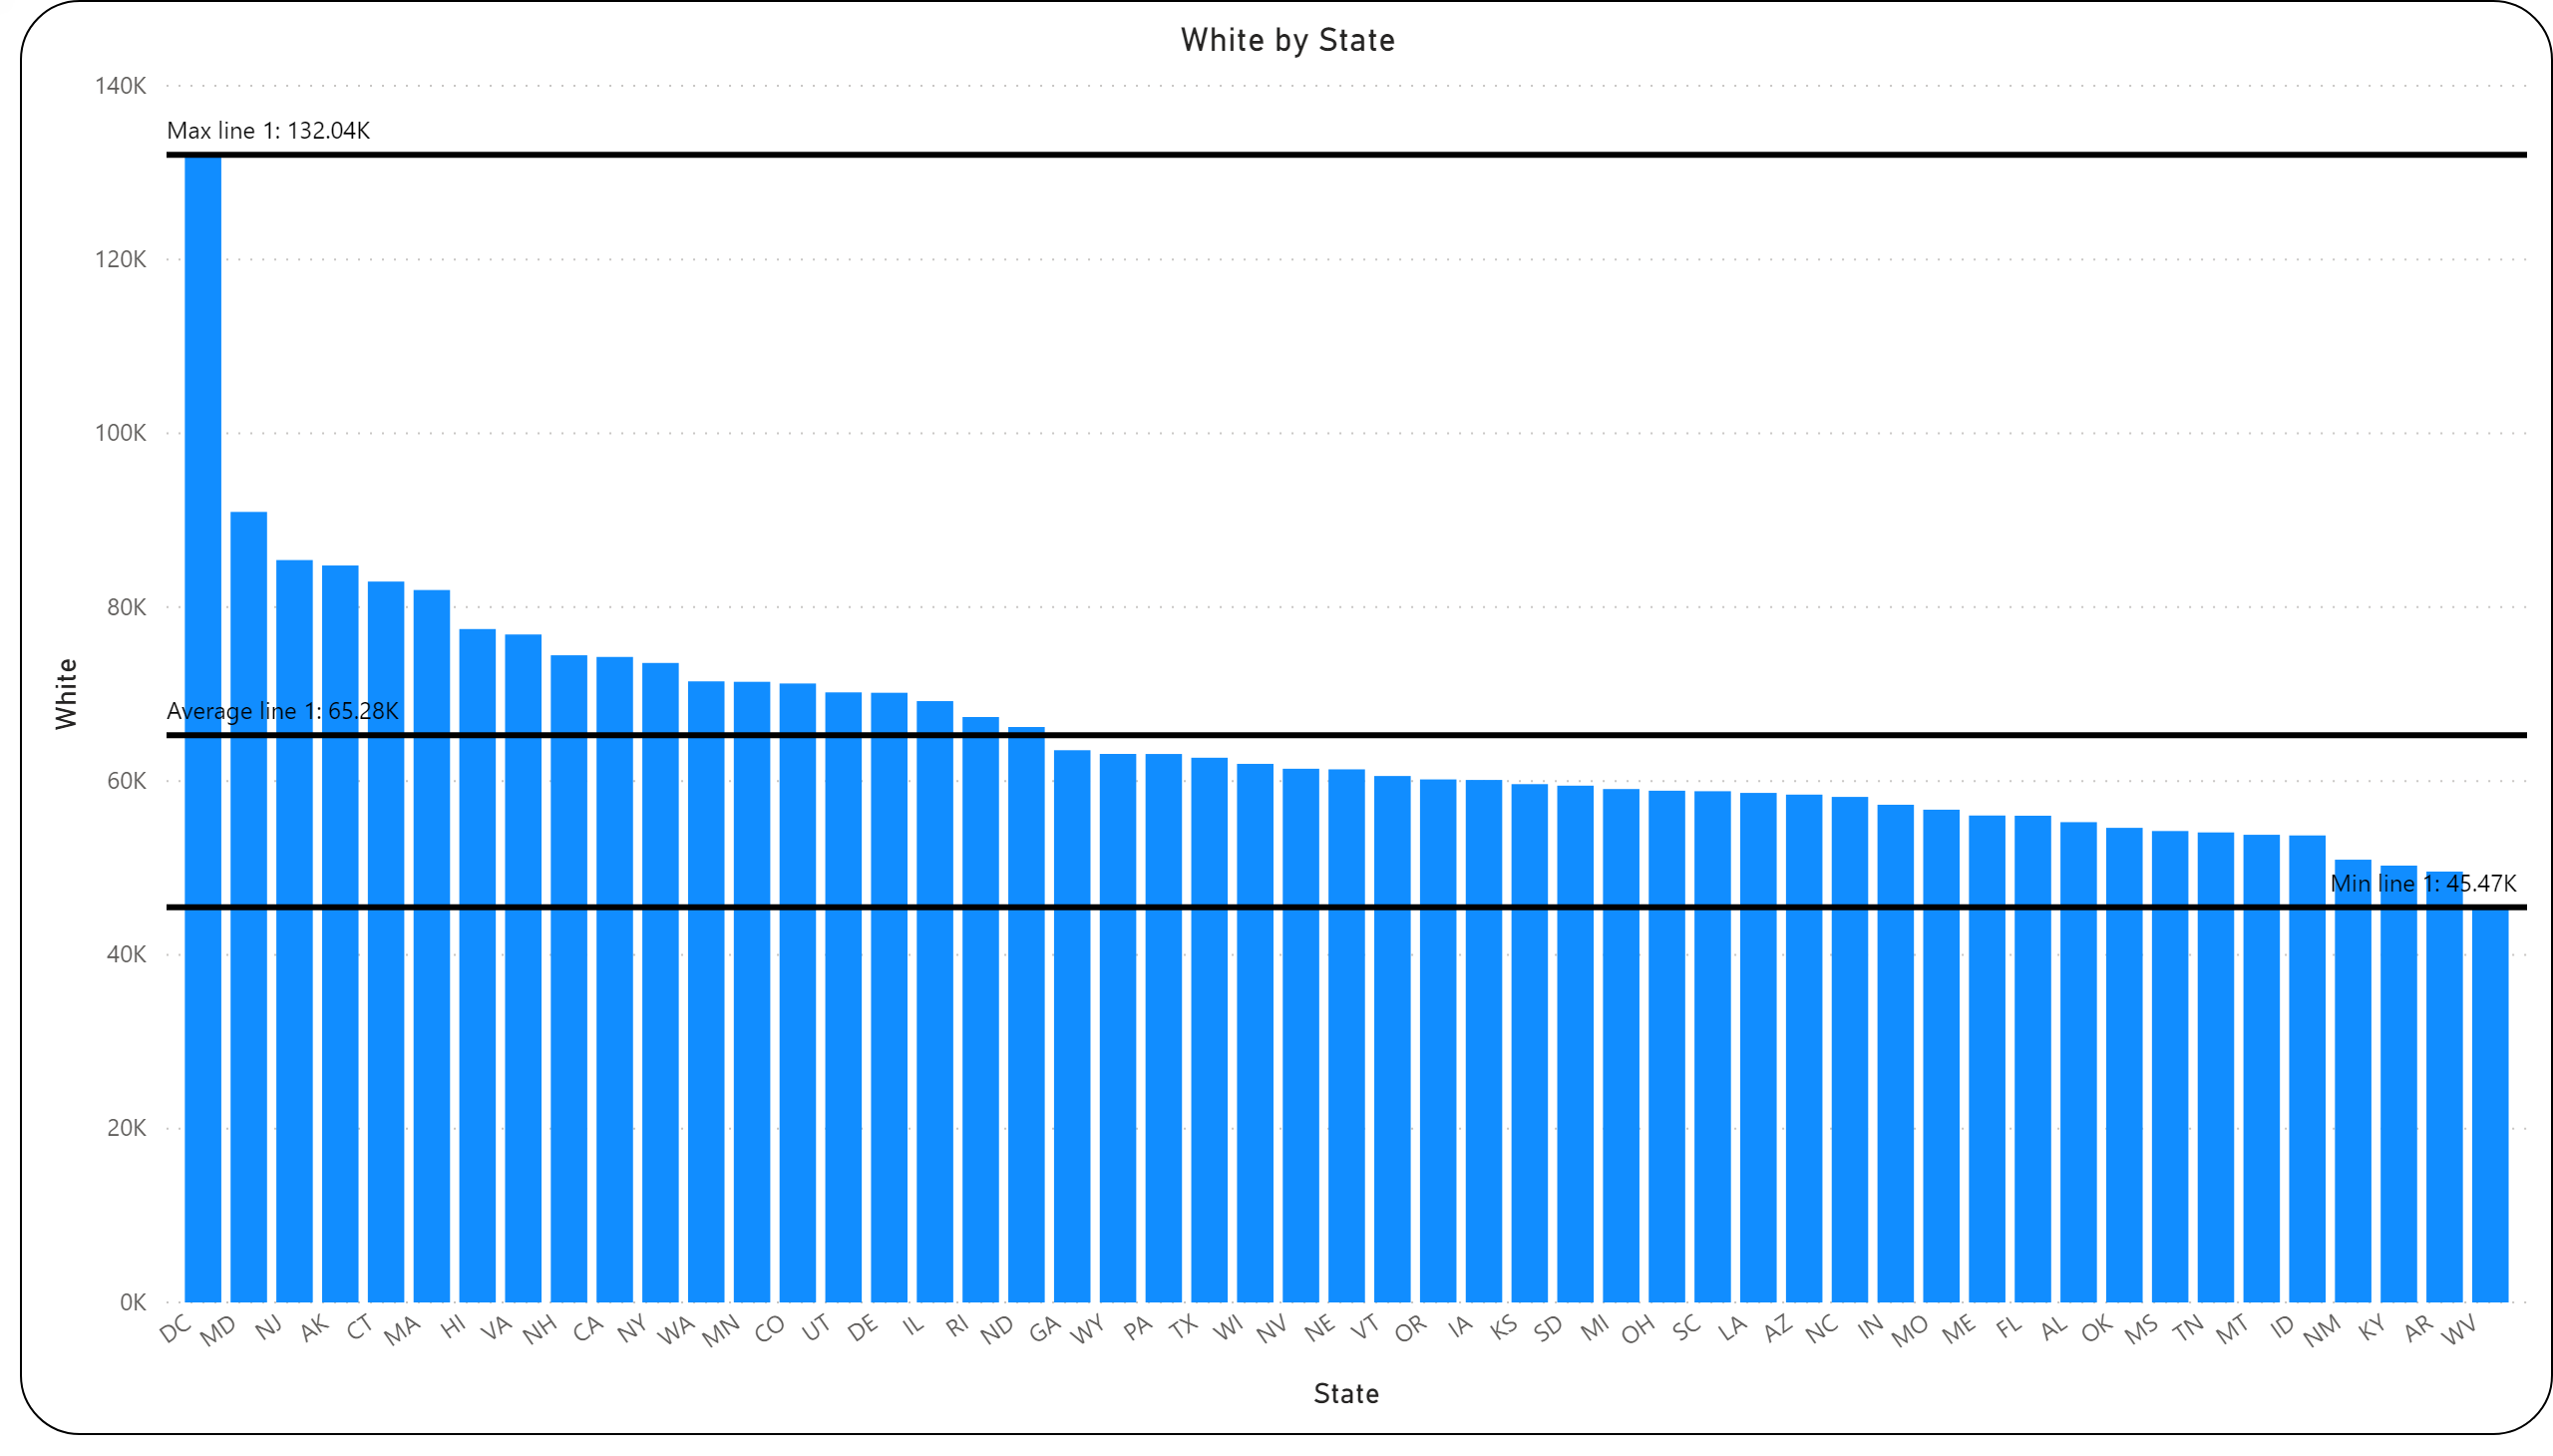 White by State
140K
Max line 1: 132.04K
120K
100K
80K
White
Average line 1: 65.28K
60K
Min line 1: 45.47K
40K
20K
0K
DC MD NJ AK CT MA HI VA NH CA NY WA MN CO UT DE IL RI ND GA WY PA TX WI NV NE VT OR IA KS SD MI OH SC LA AZ NC IN MO ME FL AL OK MS TN MT ID NM KY AR WV
State